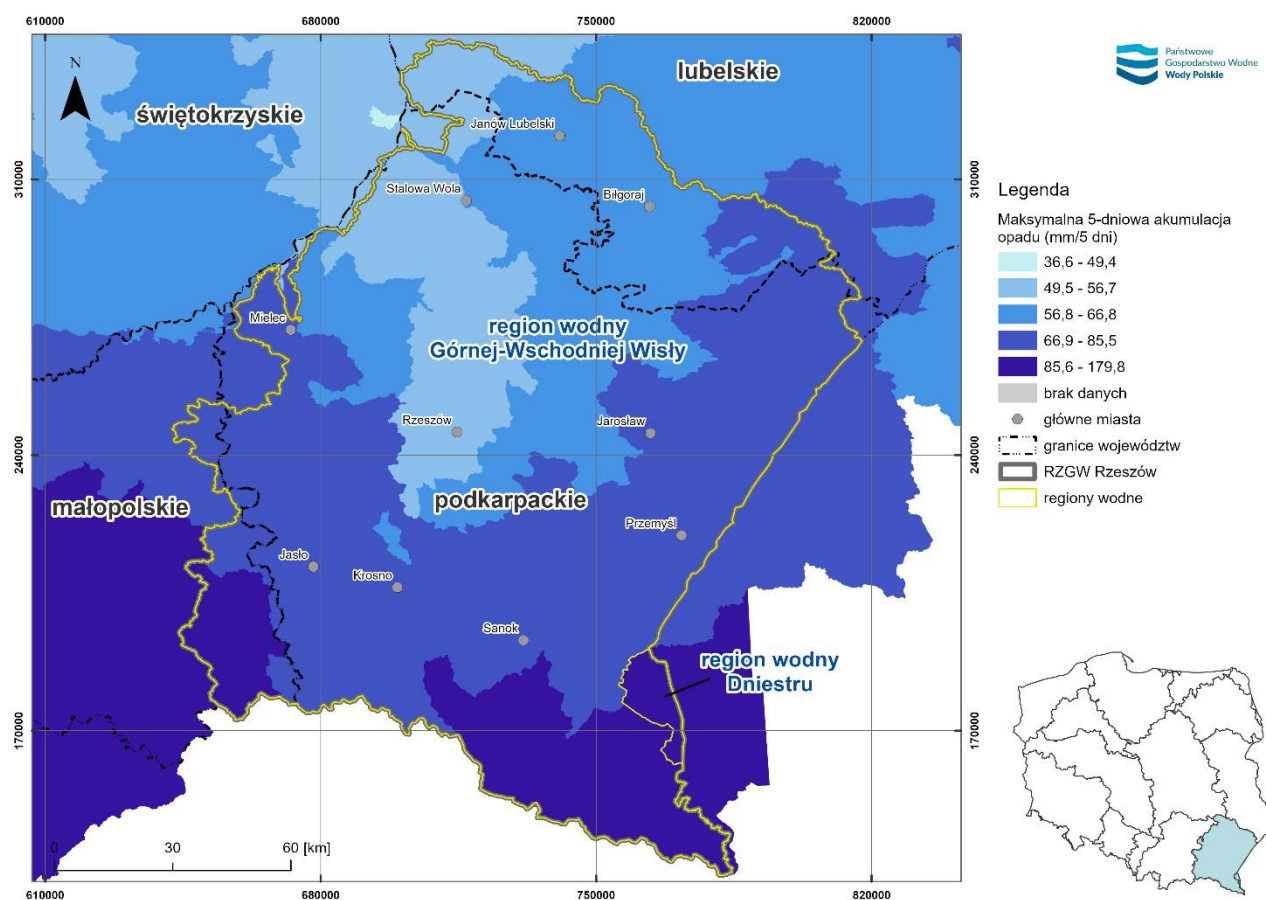 610000
680000
750000
820000
N
świętokrzyskie
lubelskie
Janów Lubelski
310000
310000
Stalowa Wola
Biłgoraj
Mielec
region wodny
Górnej-Wschodniej Wisły
Rzeszów
Jarosław
240000
240000
małopolskie
podkarpackie
Przemyśl
Jasło
Krosno
Sanok
region wodny
Dniestru
170000
170000
0
30
60 [km]
610000
680000
750000
820000
Państwowe
Gospodarstwo Wodne
Wody Polskie
Legenda
Maksymalna 5-dniowa akumulacja
opadu (mm/5 dni)
36,6 - 49,4
49,5 - 56,7
56,8 - 66,8
66,9 - 85,5
85,6 - 179,8
brak danych
główne miasta
granice województw
RZGW Rzeszów
regiony wodne